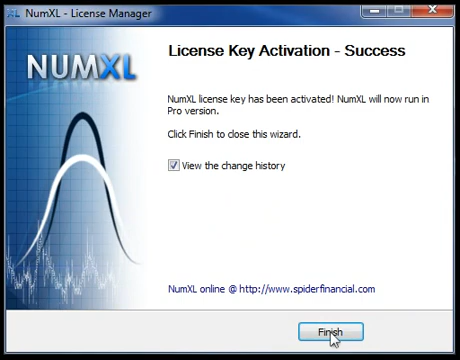 NumXL - License Manager
NUMXL
License Key Activation - Success
NumXL license key has been activated! NumXL will now run in
Pro version.
Click Finish to close this wizard.
View the change history
NumXL online @ http://www.spiderfinancial.com
Finish